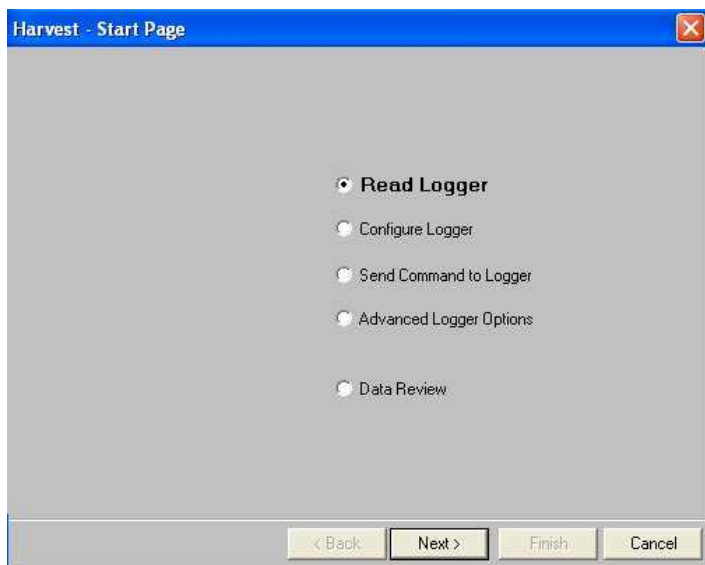 Harvest - Start Page
Read Logger
Configure Logger
Send Command to Logger
Advanced Logger Options
Data Review
< Back Next > Finish Cancel